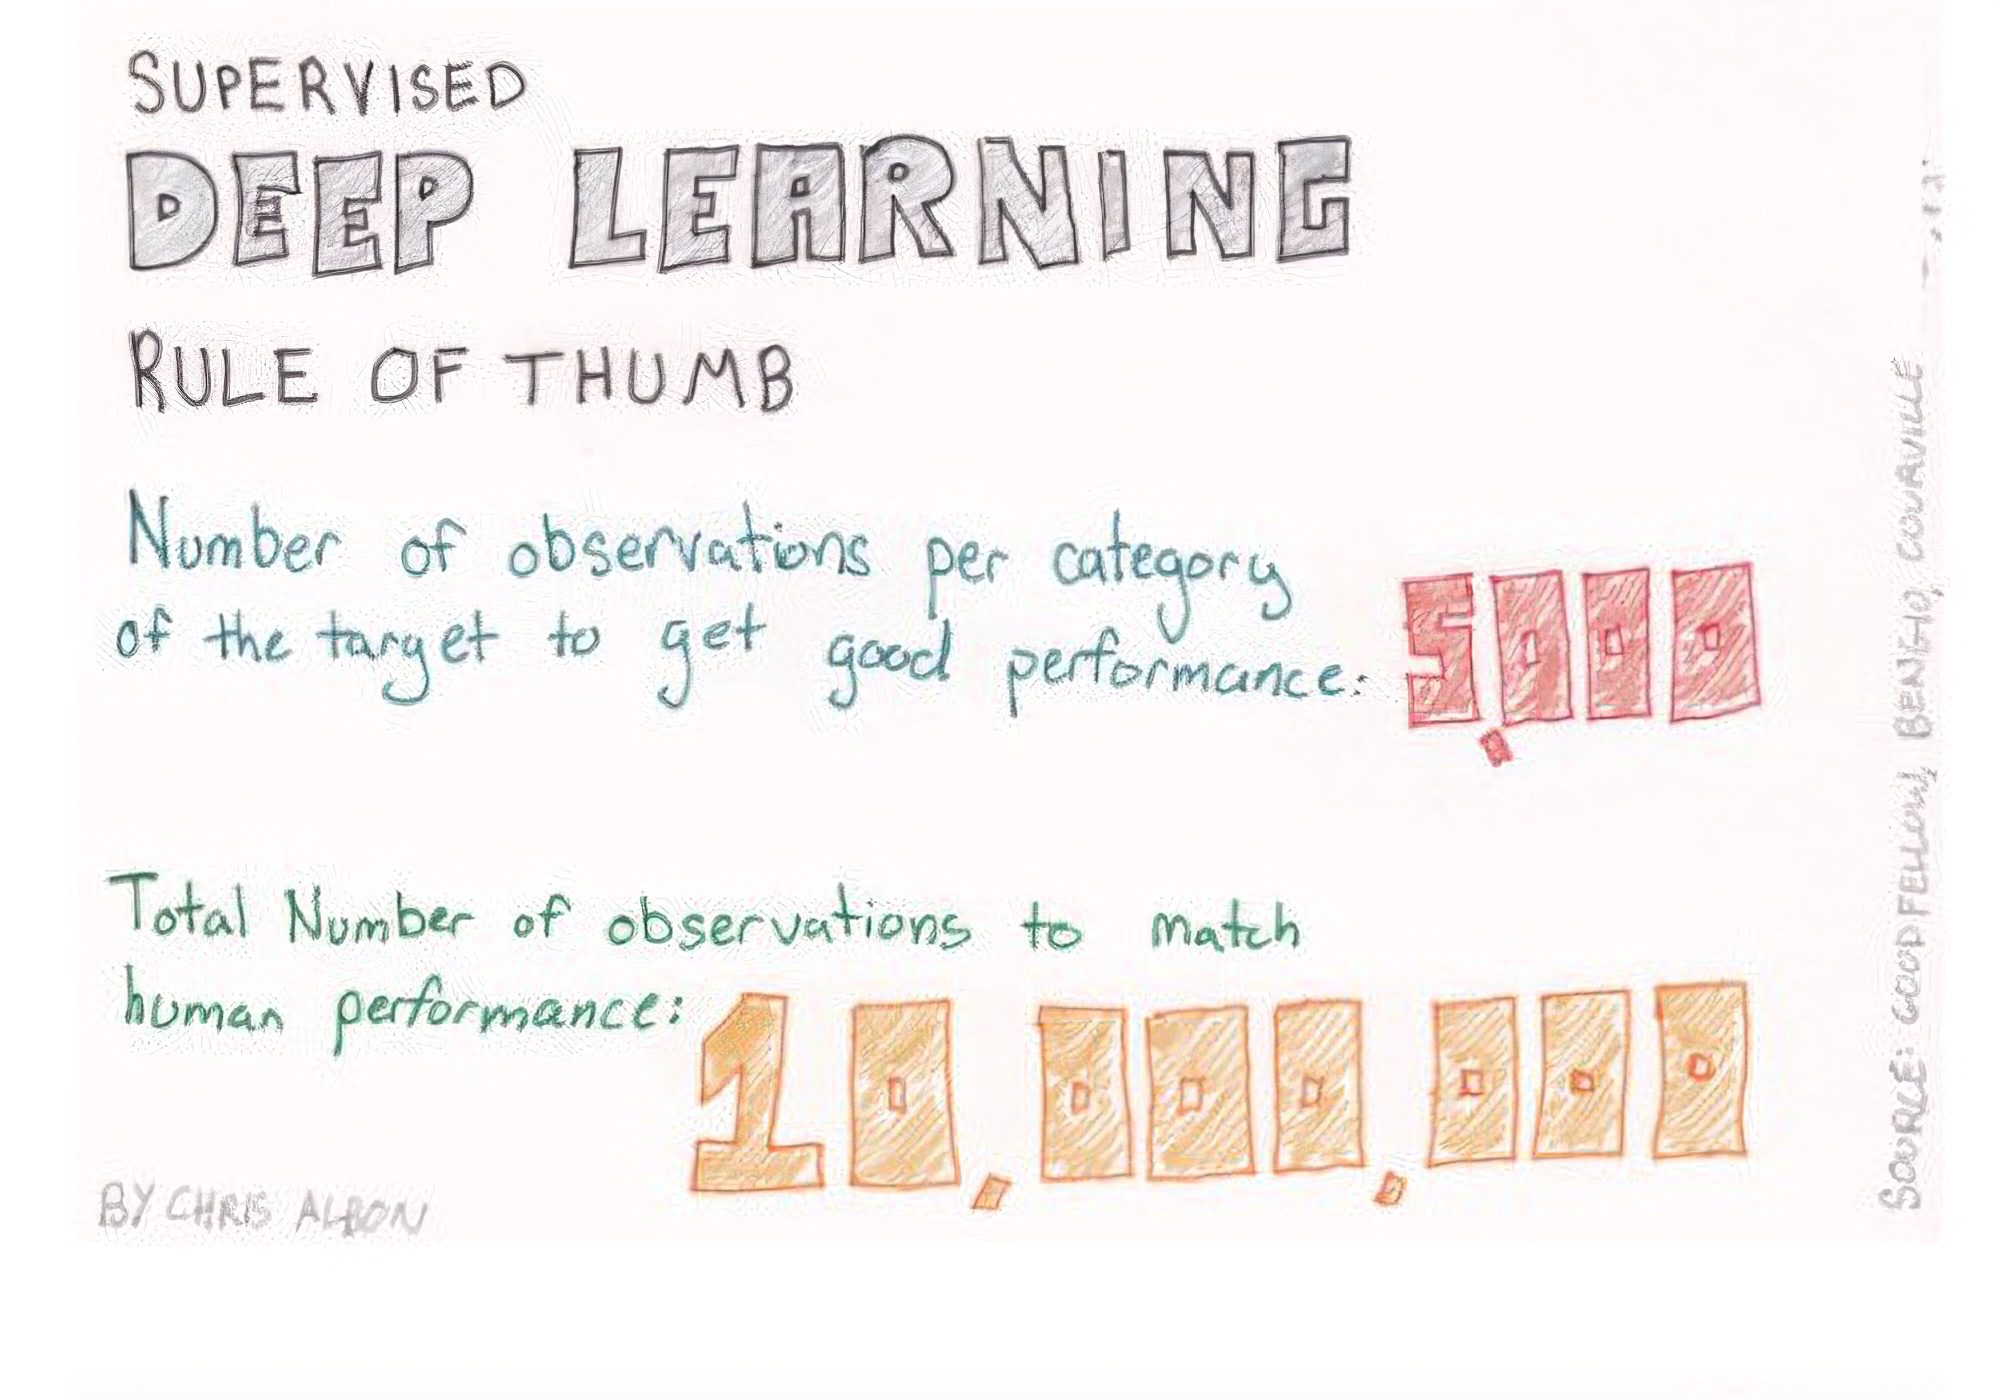 SUPERVISED
DEEP LEARNING
RULE OF THUMB
Number of observations per category
of the target to get good performance: 5,000
Total Number of observations to match
human performance: 10,000,000
BY CHRIS ALBON
SOURCE: GOODFELLOW, BENGIO, COURVILLE